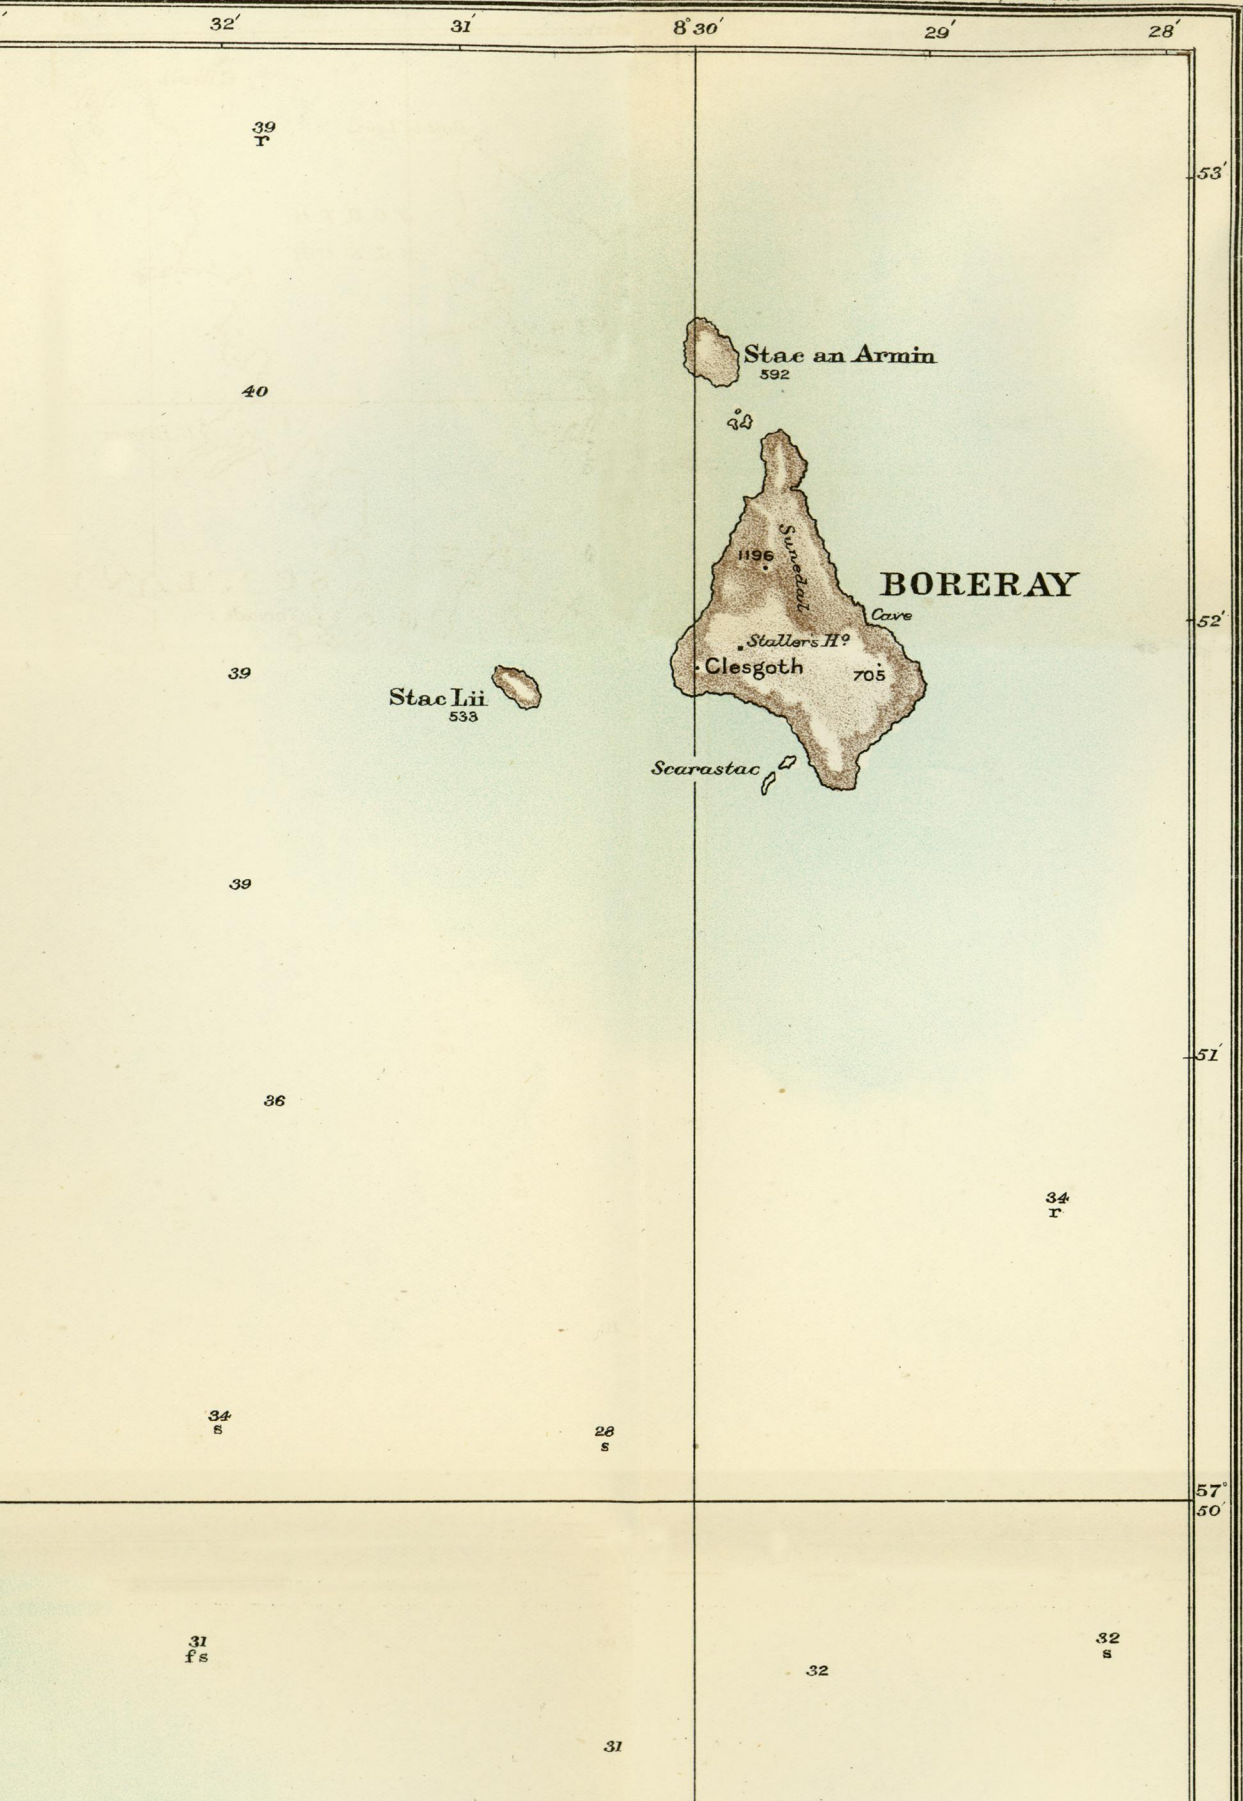 32′ 31′ 8° 30′ 29′ 28′
39
r
53′
Stac an Armin
592
40
Sunedal
1196
BORERAY
Cave
52′
Stallers Hº
Clesgoth
705
39
Stac Lii
533
Scarastac
39
51′
36
34
r
34
s
28
s
57°
50′
31
fs
32
s
32
31